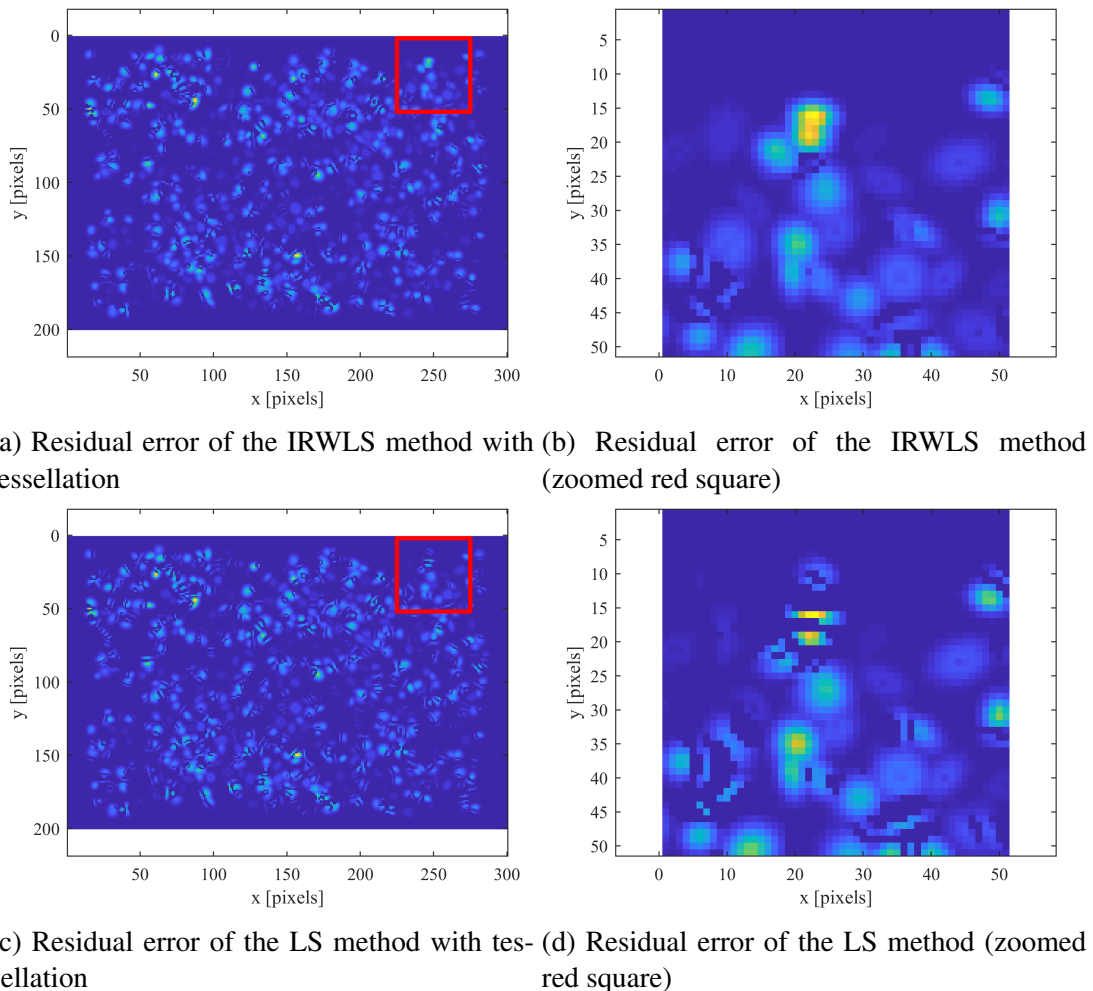 0
50
100
150
200
y [pixels]
50 100 150 200 250 300
x [pixels]
5
10
15
20
25
30
35
40
45
50
y [pixels]
0 10 20 30 40 50
x [pixels]
a) Residual error of the IRWLS method with
essellation
(b) Residual error of the IRWLS method
(zoomed red square)
0
50
100
150
200
y [pixels]
50 100 150 200 250 300
x [pixels]
5
10
15
20
25
30
35
40
45
50
y [pixels]
0 10 20 30 40 50
x [pixels]
c) Residual error of the LS method with tes-
ellation
(d) Residual error of the LS method (zoomed
red square)